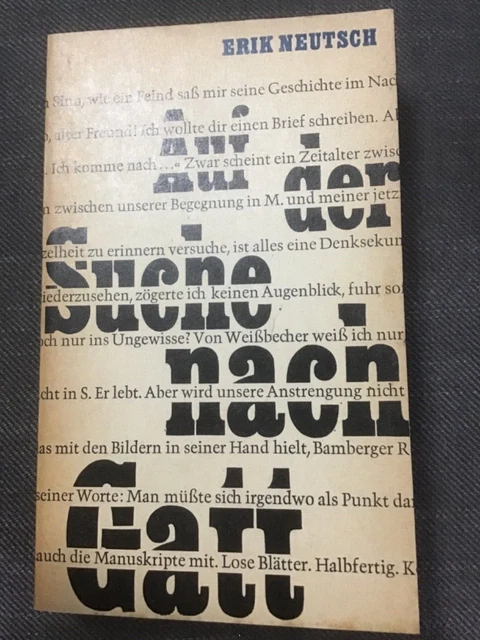 ERIK NEUTSCH
Sina, wie ein Feind saß mir seine Geschichte im Nac
o, alter Freund! Ich wollte dir einen Brief schreiben. Al
Auf
. Ich komme nach...« Zwar scheint ein Zeitalter zwisc
der
n zwischen unserer Begegnung in M. und meiner jetz
Suche
zelheit zu erinnern versuche, ist alles eine Denksekun
iederzusehen, zögerte ich keinen Augenblick, fuhr so
och nur ins Ungewisse? Von Weißbecher weiß ich nur
nach
cht in S. Er lebt. Aber wird unsere Anstrengung nicht
as mit den Bildern in seiner Hand hielt, Bamberger R
Gatt
seiner Worte: Man müßte sich irgendwo als Punkt dar
auch die Manuskripte mit. Lose Blätter. Halbfertig. K